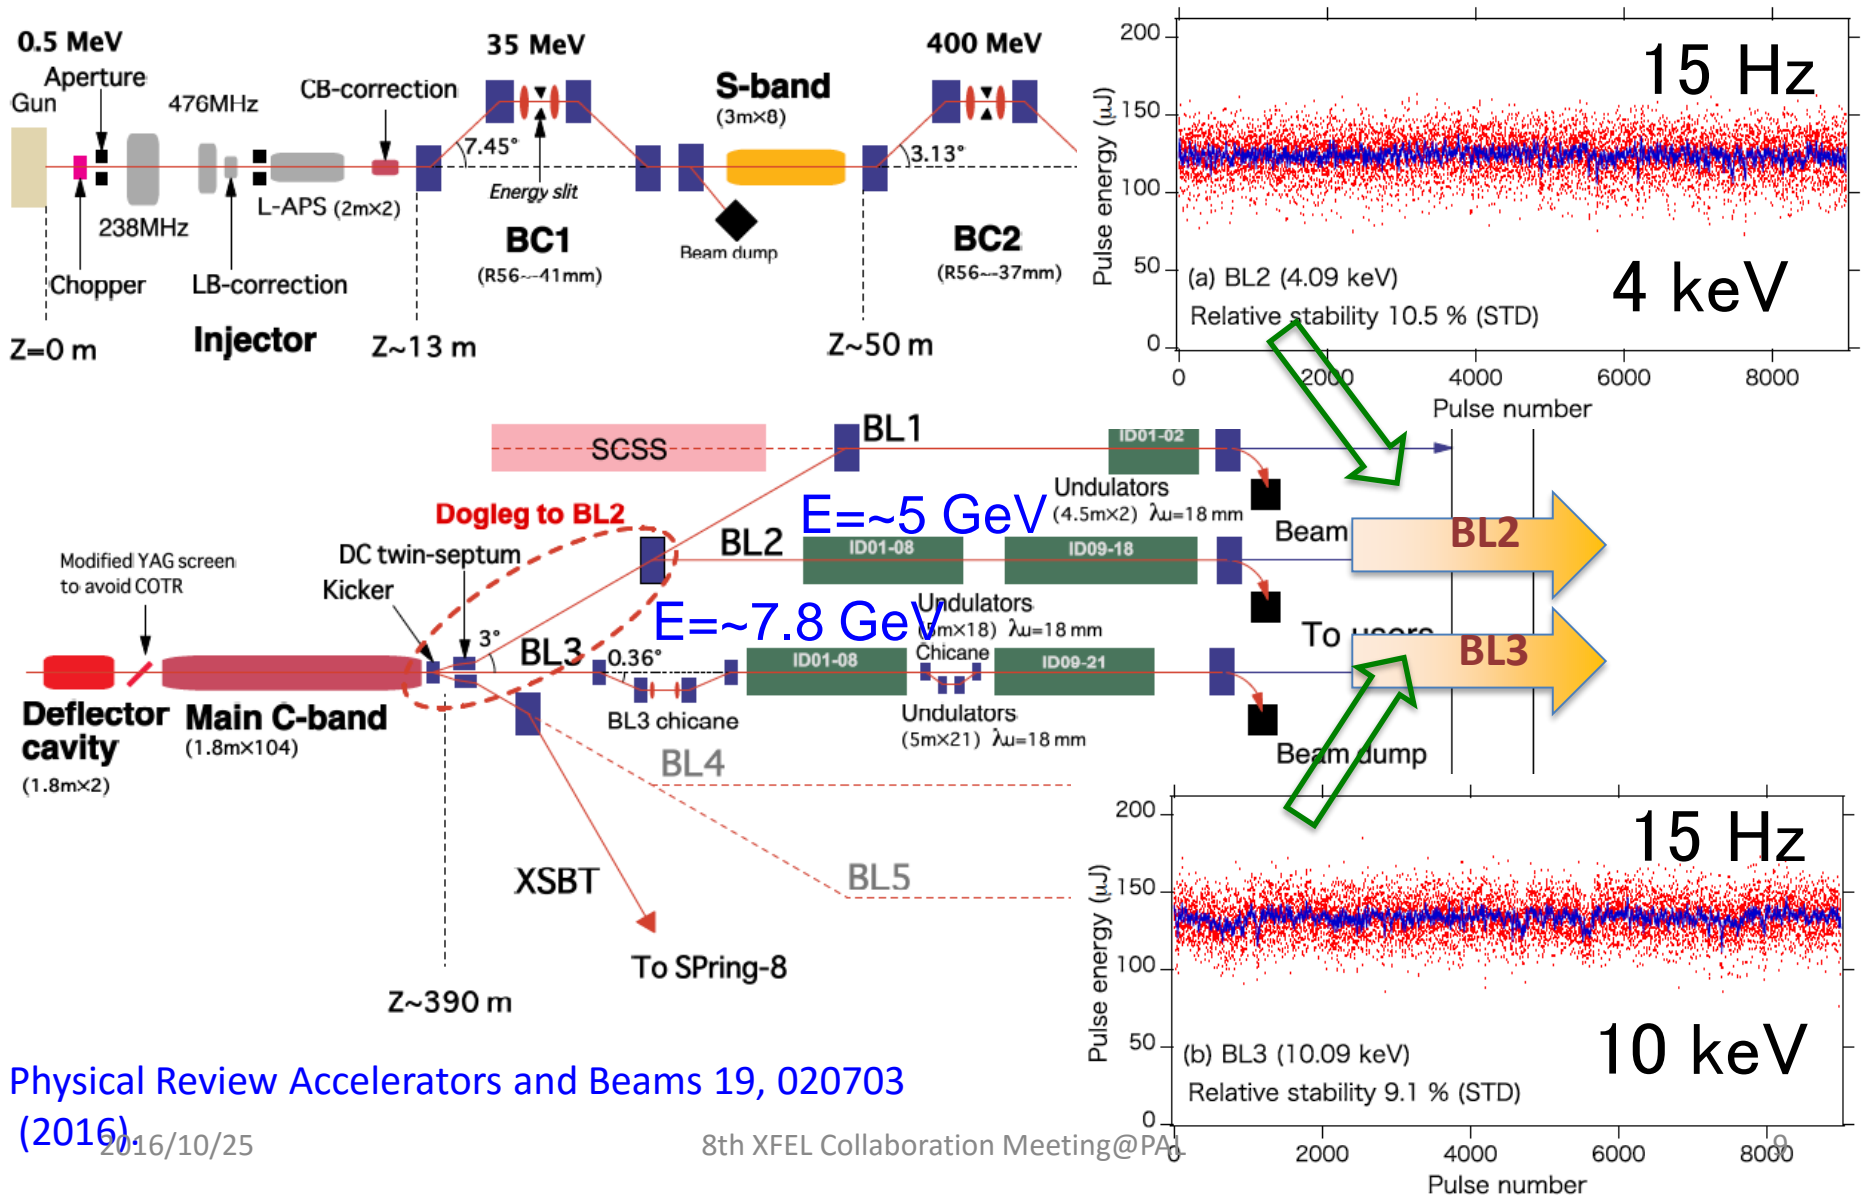 0.5 MeV
Aperture
Gun
476MHz
CB-correction
35 MeV
S-band
(3m×8)
400 MeV
7.45°
3.13°
Energy slit
L-APS (2m×2)
238MHz
Chopper
LB-correction
BC1
(R56~-41mm)
Beam dump
BC2
(R56~-37mm)
Z=0 m
Injector
Z~13 m
Z~50 m
200
150
100
50
0
Pulse energy (μJ)
15 Hz
(a) BL2 (4.09 keV)
4 keV
Relative stability 10.5 % (STD)
0
2000
4000
6000
8000
Pulse number
SCSS
BL1
ID01-02
Undulators
(4.5m×2) λu=18 mm
Dogleg to BL2
E=~5 GeV
Beam
BL2
DC twin-septum
BL2
ID01-08
ID09-18
Modified YAG screen
to avoid COTR
Kicker
E=~7.8 GeV
Undulators
(5m×18) λu=18 mm
To users
3°
BL3
0.36°
ID01-08
Chicane
ID09-21
BL3
Deflector
cavity
(1.8m×2)
Main C-band
(1.8m×104)
BL3 chicane
Undulators
(5m×21) λu=18 mm
Beam dump
BL4
BL5
XSBT
To SPring-8
Z~390 m
200
150
100
50
0
Pulse energy (μJ)
15 Hz
10 keV
(b) BL3 (10.09 keV)
Relative stability 9.1 % (STD)
0
2000
4000
6000
8000
Pulse number
Physical Review Accelerators and Beams 19, 020703
(2016).
2016/10/25
8th XFEL Collaboration Meeting@PAL
9